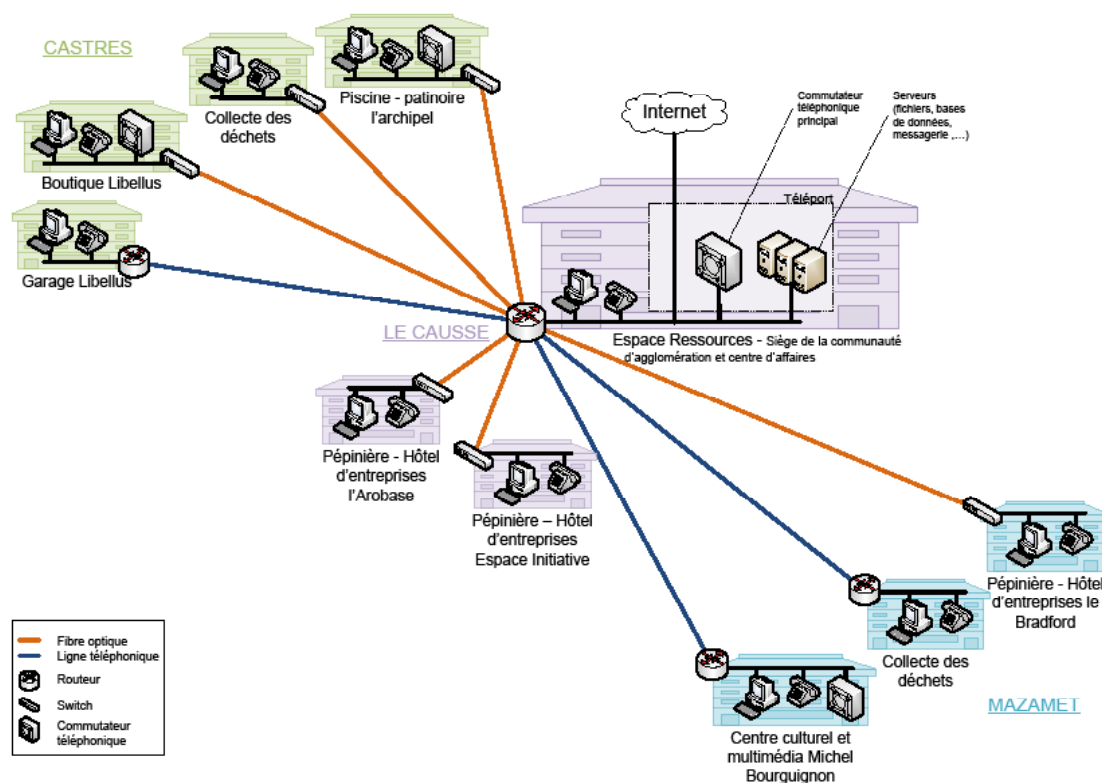 CASTRES
Piscine - patinoire
l'archipel
Collecte des
déchets
Boutique Libellus
Garage Libellus
Internet
Commutateur
téléphonique
principal
Serveurs
(fichiers, bases
de données,
messagerie ,...)
Téléport
LE CAUSSE
Espace Ressources - Siège de la communauté
d'agglomération et centre d'affaires
Pépinière - Hôtel
d'entreprises
l'Arobase
Pépinière – Hôtel
d'entreprises
Espace Initiative
Pépinière - Hôtel
d'entreprises le
Bradford
Collecte des
déchets
MAZAMET
Centre culturel et
multimédia Michel
Bourguignon
Fibre optique
Ligne téléphonique
Routeur
Switch
Commutateur
téléphonique